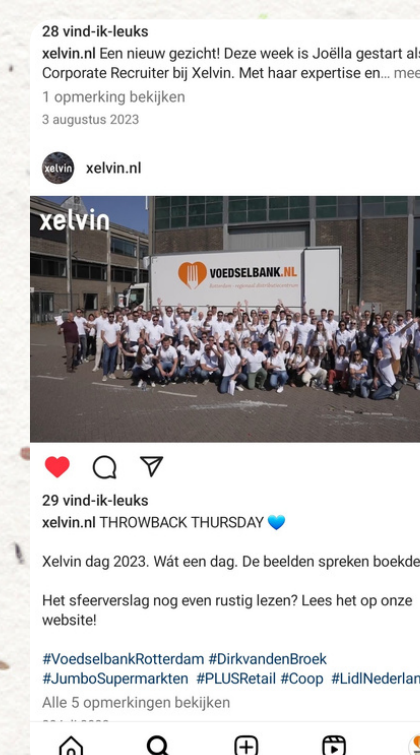 28 vind-ik-leuks
xelvin.nl Een nieuw gezicht! Deze week is Joëlla gestart als
Corporate Recruiter bij Xelvin. Met haar expertise en... mee
1 opmerking bekijken
3 augustus 2023
xelvin
xelvin.nl
xelvin
VOEDSELBANK.NL
29 vind-ik-leuks
xelvin.nl THROWBACK THURSDAY 💙
Xelvin dag 2023. Wát een dag. De beelden spreken boekde
Het sfeerverslag nog even rustig lezen? Lees het op onze
website!
#VoedselbankRotterdam #DirkvandenBroek
#JumboSupermarkten #PLUSRetail #Coop #LidlNederlan
Alle 5 opmerkingen bekijken